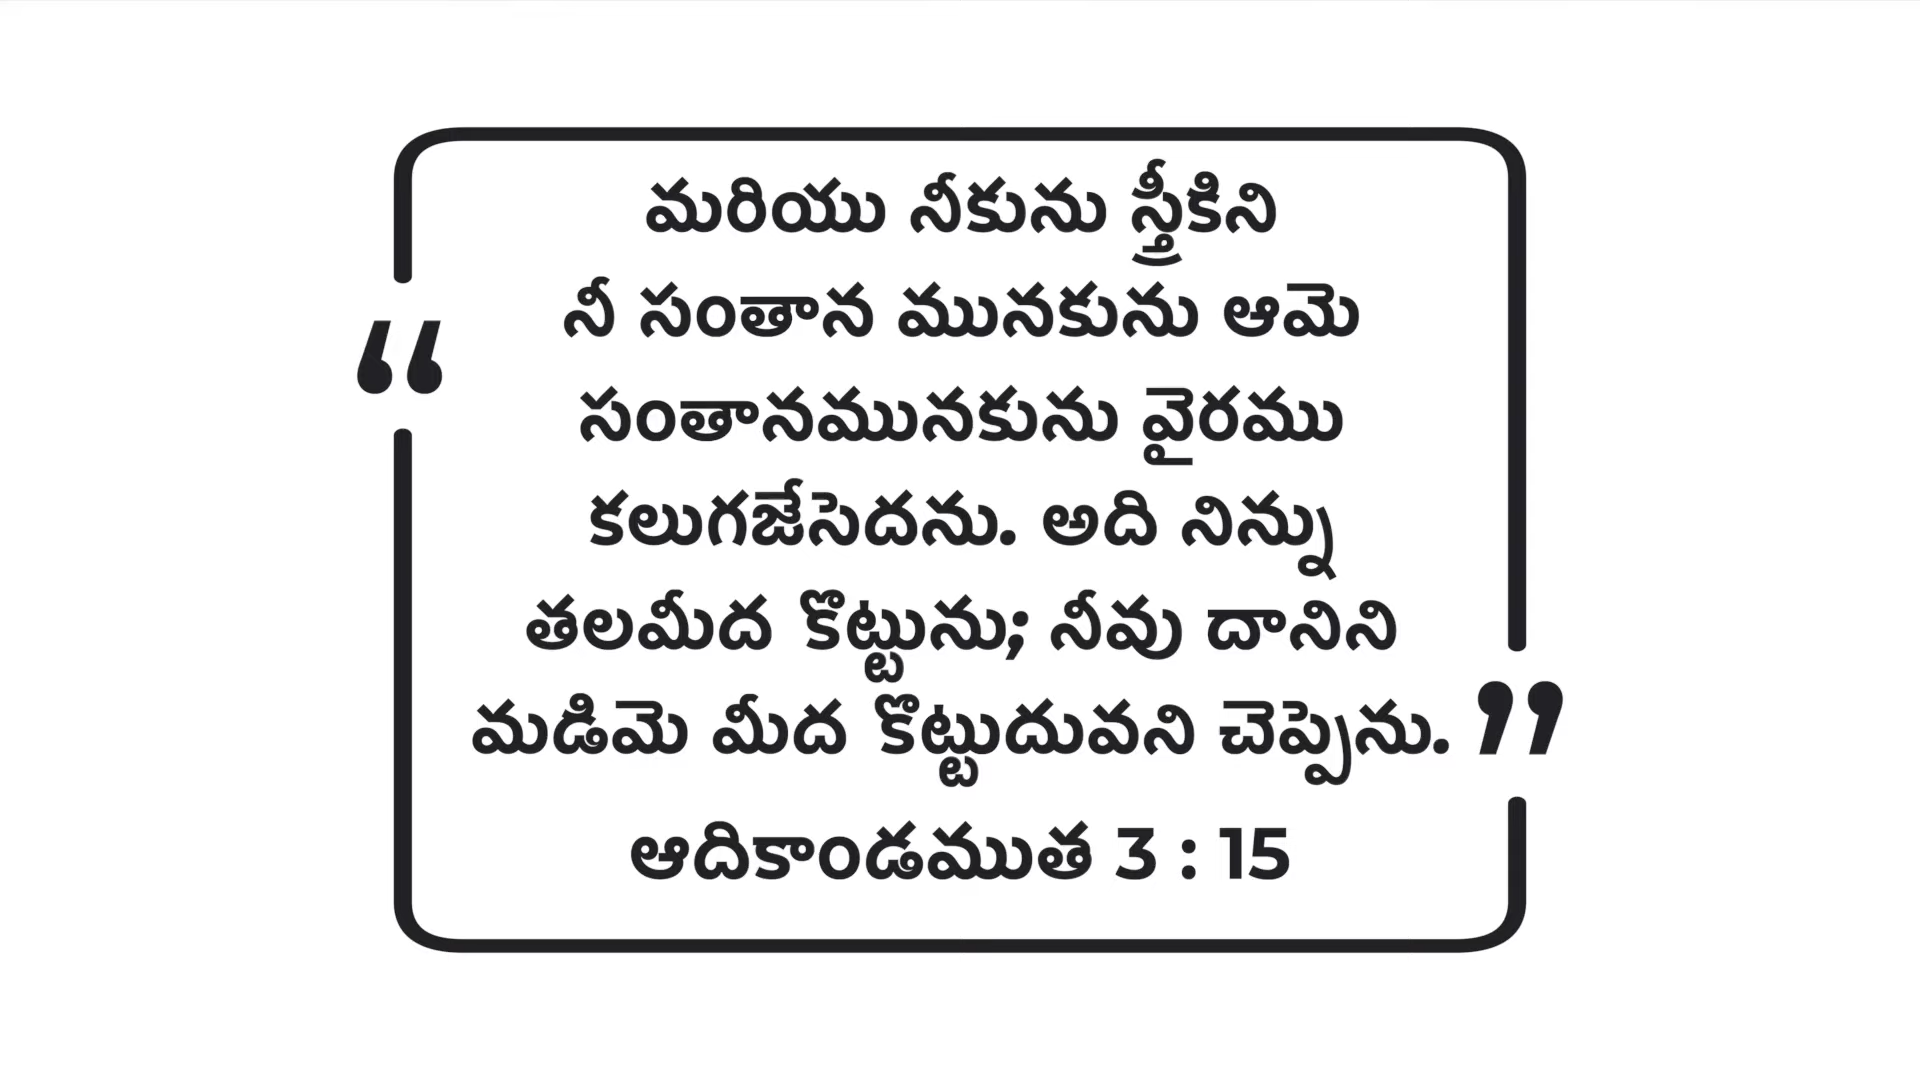 మరియు నీకును స్త్రీకిని
నీ సంతాన మునకును ఆమె
సంతానమునకును వైరము
కలుగజేసెదను. అది నిన్ను
“
తలమీద కొట్టును; నీవు దానిని
మడిమె మీద కొట్టుదువని చెప్పెను. ”
ఆదికాండముత 3 : 15